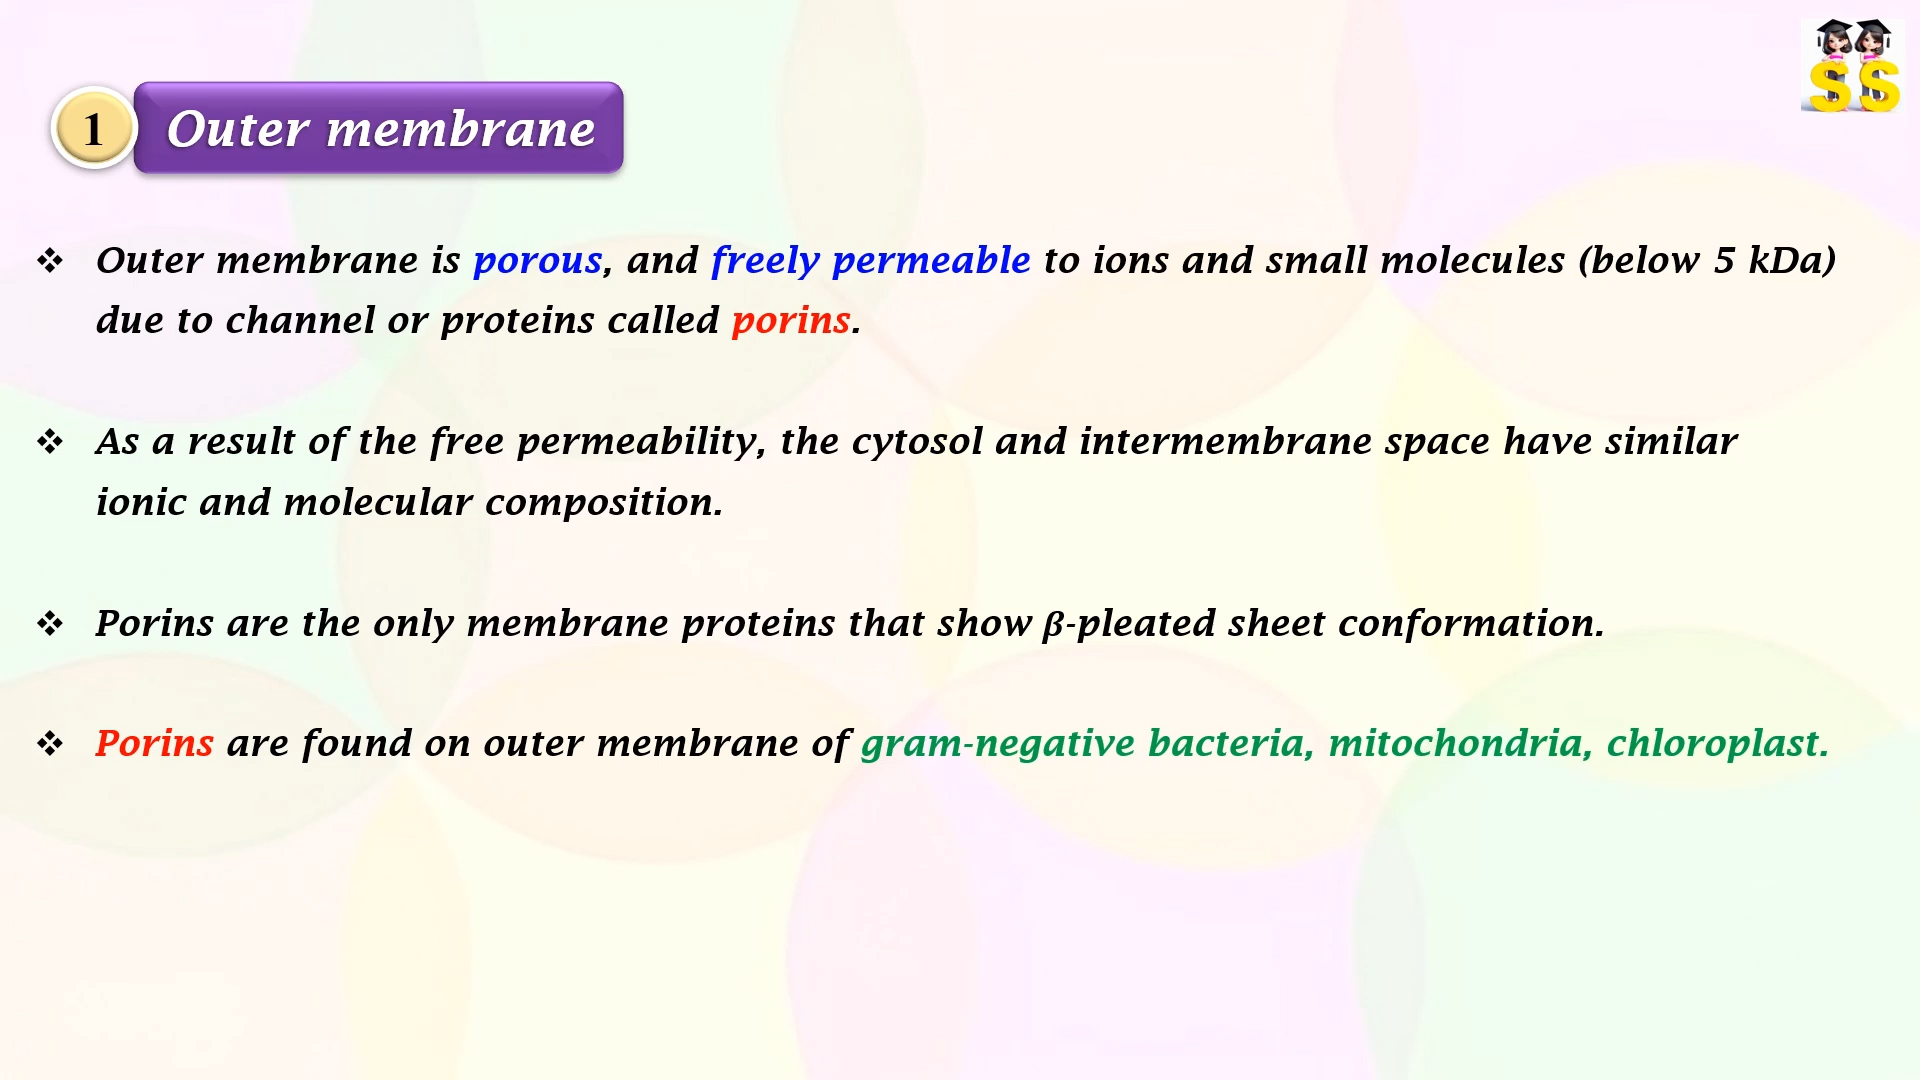 1 Outer membrane
SS
❖ Outer membrane is porous, and freely permeable to ions and small molecules (below 5 kDa)
due to channel or proteins called porins.
❖ As a result of the free permeability, the cytosol and intermembrane space have similar
ionic and molecular composition.
❖ Porins are the only membrane proteins that show β-pleated sheet conformation.
❖ Porins are found on outer membrane of gram-negative bacteria, mitochondria, chloroplast.